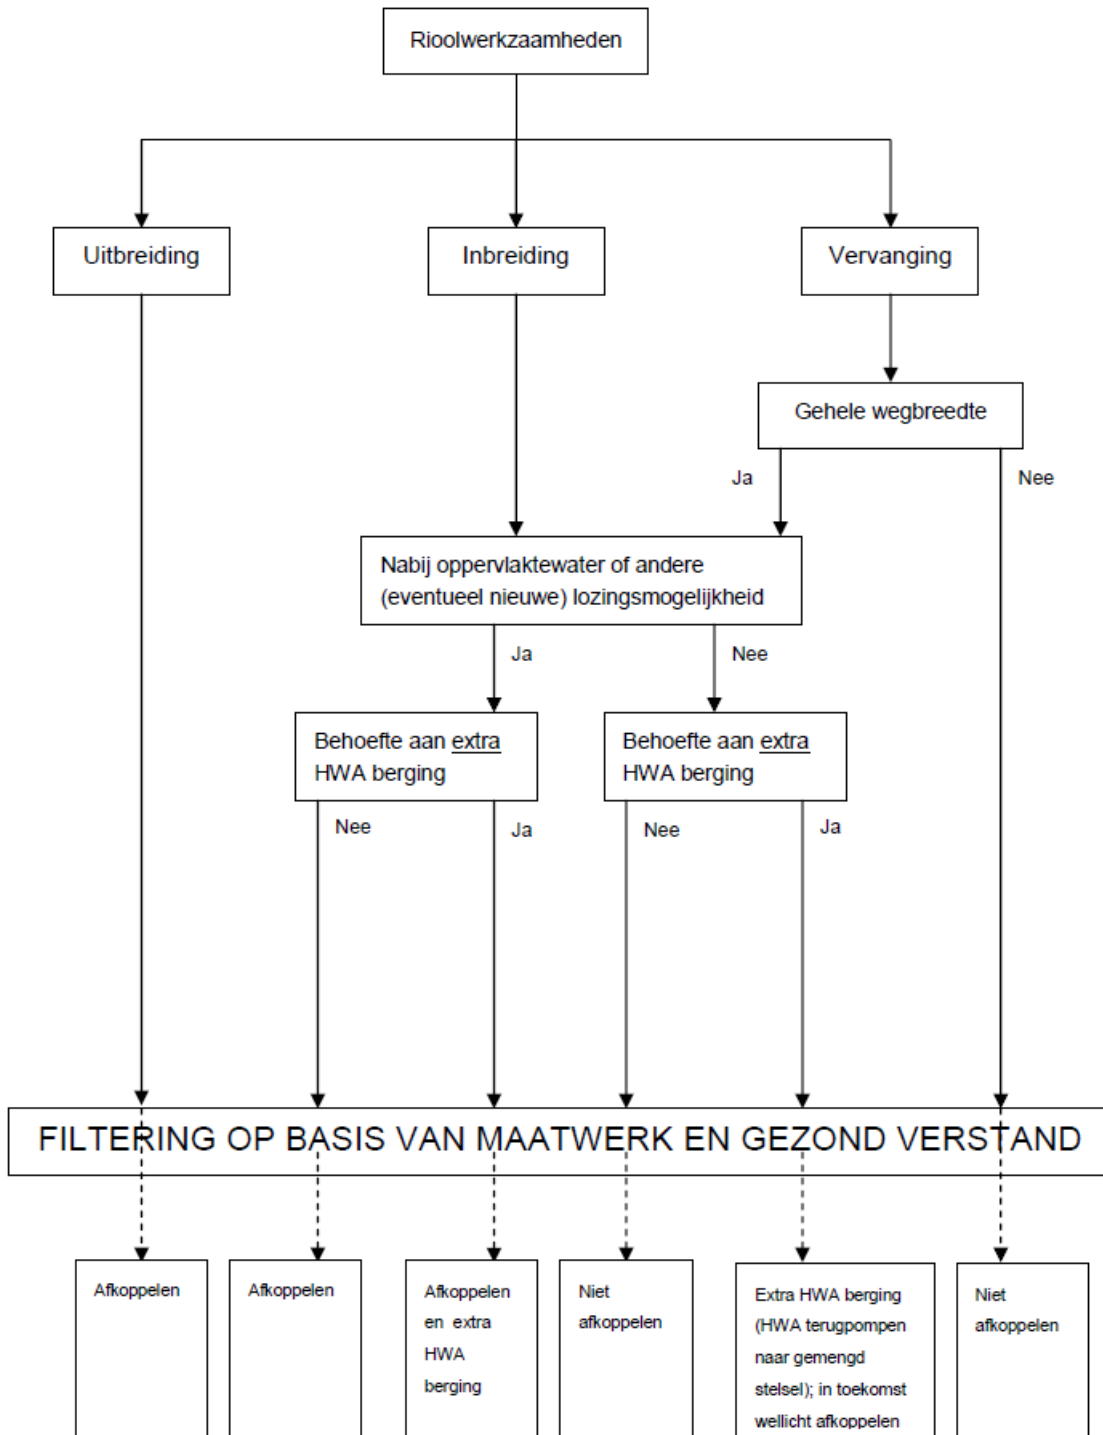 Rioolwerkzaamheden
Uitbreiding
Inbreiding
Vervanging
Gehele wegbreedte
Ja
Nee
Nabij oppervlaktewater of andere
(eventueel nieuwe) lozingsmogelijkheid
Ja
Nee
Behoefte aan extra
HWA berging
Behoefte aan extra
HWA berging
Nee
Ja
Nee
Ja
FILTERING OP BASIS VAN MAATWERK EN GEZOND VERSTAND
Afkoppelen
Afkoppelen
Afkoppelen
en extra
HWA
berging
Niet
afkoppelen
Extra HWA berging
(HWA terugpompen
naar gemengd
stelsel); in toekomst
wellicht afkoppelen
Niet
afkoppelen